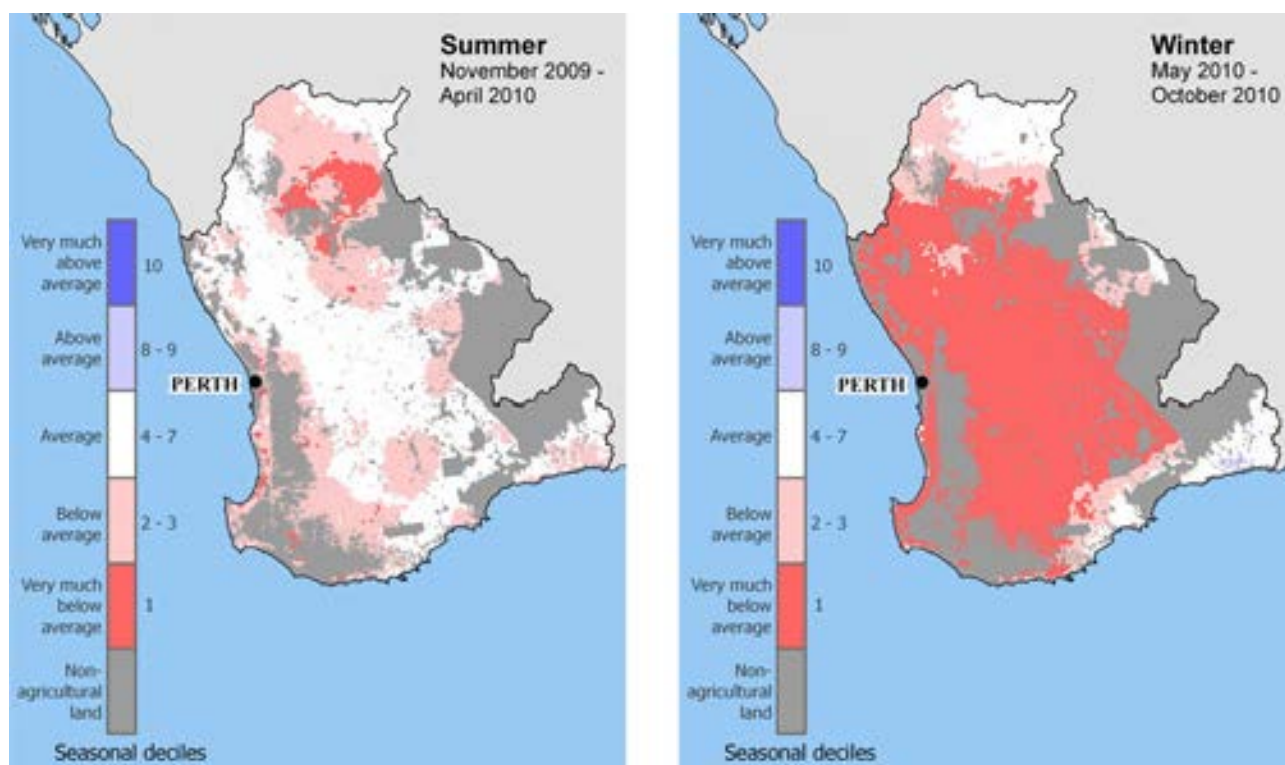 Summer
November 2009 -
April 2010
Very much
above
average
10
Above
average
8 - 9
PERTH
Average
4 - 7
Below
average
2 - 3
Very much
below
average
1
Non-
agricultural
land
Seasonal deciles
Winter
May 2010 -
October 2010
Very much
above
average
10
Above
average
8 - 9
PERTH
Average
4 - 7
Below
average
2 - 3
Very much
below
average
1
Non-
agricultural
land
Seasonal deciles